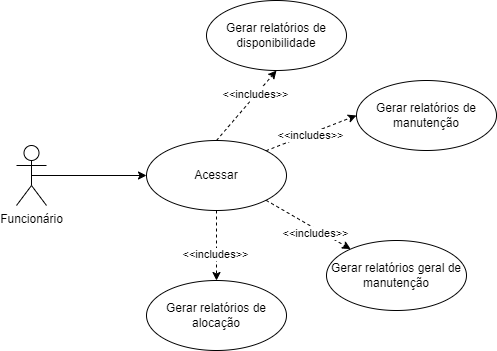 Gerar relatórios de
disponibilidade
<<includes>>
Gerar relatórios de
manutenção
<<includes>>
Acessar
Funcionário
<<includes>>
<<includes>>
Gerar relatórios geral de
manutenção
Gerar relatórios de
alocação